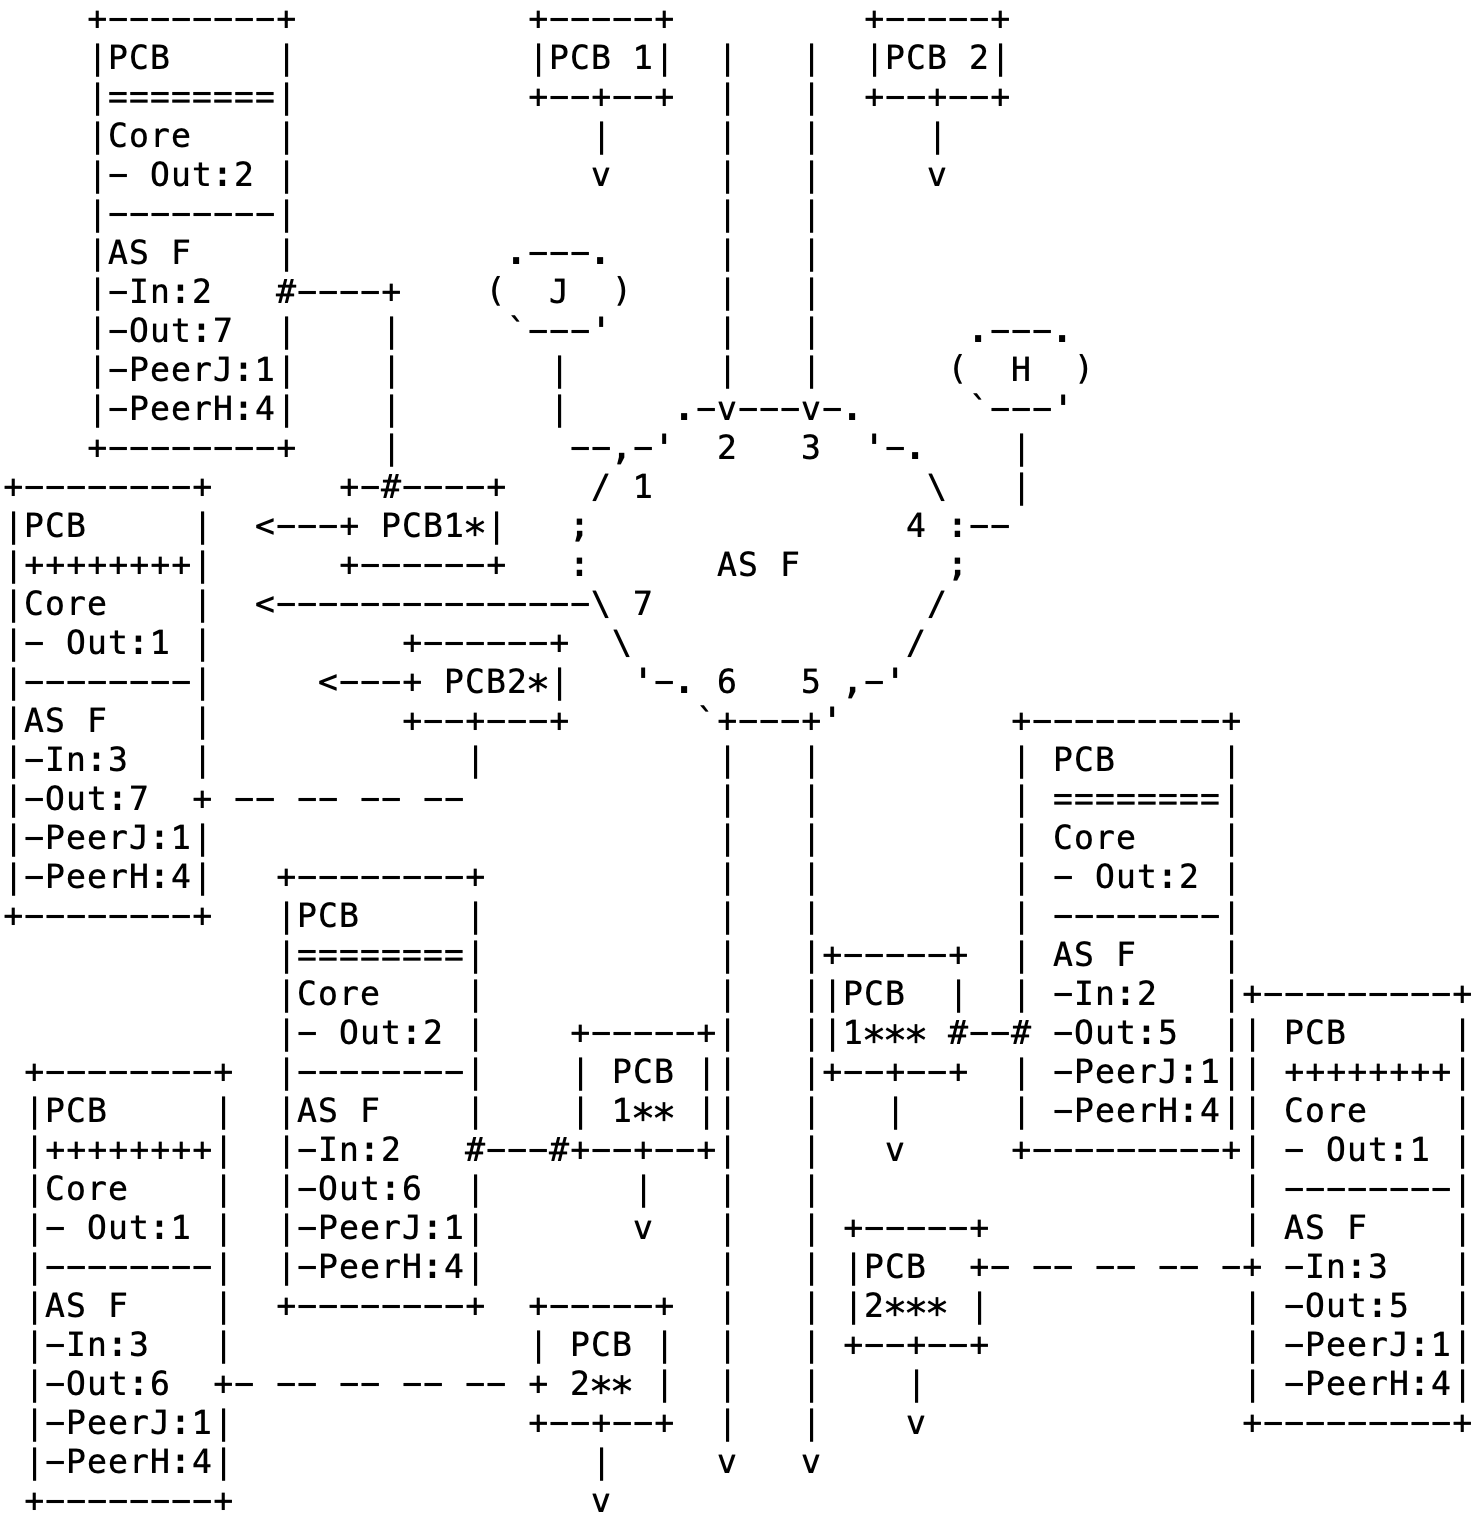 PCB
========
Core
- Out:2
--------
AS F
-In:2
-Out:7
-PeerJ:1
-PeerH:4
PCB 1
PCB 2
J
H
2 3
1
4
AS F
7
6 5
PCB1*
PCB2*
PCB
++++++++
Core
- Out:1
--------
AS F
-In:3
-Out:7
-PeerJ:1
-PeerH:4
PCB
========
Core
- Out:2
--------
AS F
-In:2
-Out:6
-PeerJ:1
-PeerH:4
PCB
1**
PCB
++++++++
Core
- Out:1
--------
AS F
-In:3
-Out:6
-PeerJ:1
-PeerH:4
PCB
2**
PCB
1***
PCB
========
Core
- Out:2
--------
AS F
-In:2
-Out:5
-PeerJ:1
-PeerH:4
PCB
2***
PCB
++++++++
Core
- Out:1
--------
AS F
-In:3
-Out:5
-PeerJ:1
-PeerH:4